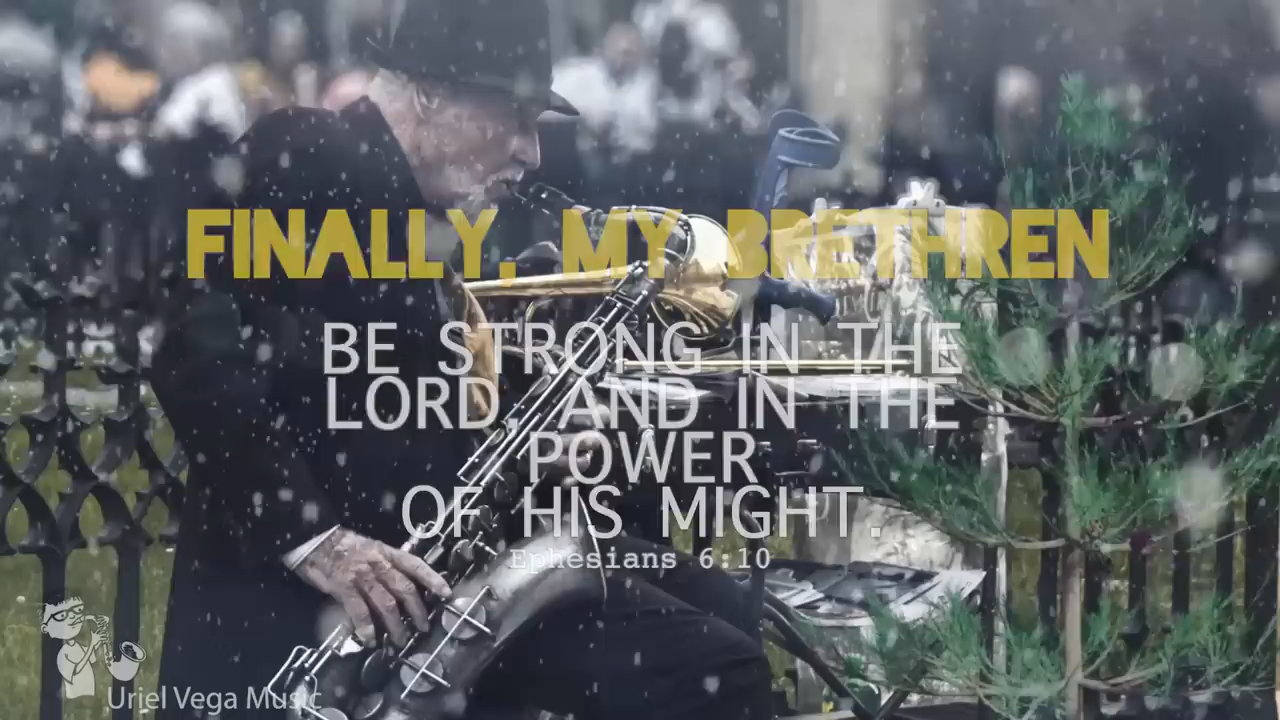 FINALLY, MY BRETHREN
BE STRONG IN THE
LORD, AND IN THE
POWER
OF HIS MIGHT.
Ephesians 6:10
Uriel Vega Music